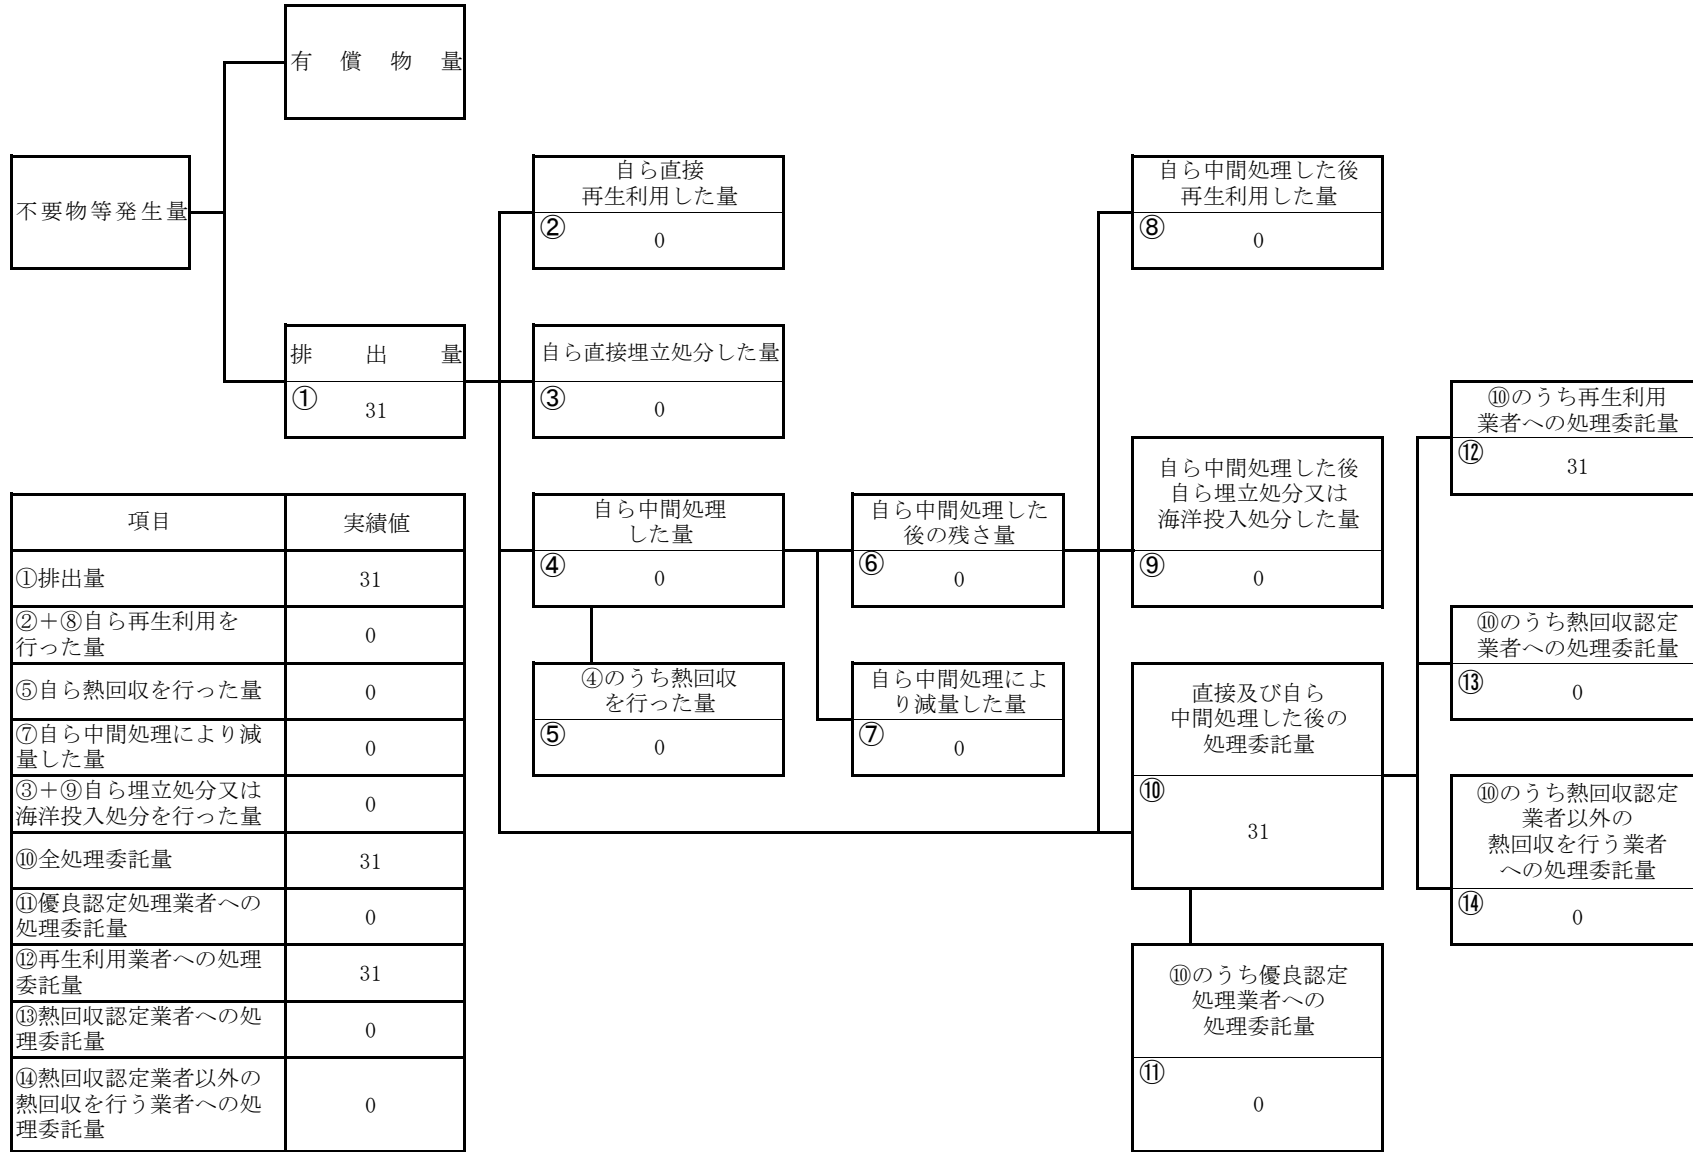 有償物量
不要物等発生量
自ら直接
再生利用した量
②
0
自ら中間処理した後
再生利用した量
⑧
0
排出量
①
31
自ら直接埋立処分した量
③
0
⑩のうち再生利用
業者への処理委託量
⑫
31
自ら中間処理した後
自ら埋立処分又は
海洋投入処分した量
⑨
0
自ら中間処理
した量
④
0
自ら中間処理した
後の残さ量
⑥
0
④のうち熱回収
を行った量
⑤
0
自ら中間処理によ
り減量した量
⑦
0
直接及び自ら
中間処理した後の
処理委託量
⑩
31
⑩のうち熱回収認定
業者への処理委託量
⑬
0
⑩のうち熱回収認定
業者以外の
熱回収を行う業者
への処理委託量
⑭
0
⑩のうち優良認定
処理業者への
処理委託量
⑪
0
項目 実績値
①排出量 31
②+⑧自ら再生利用を
行った量
0
⑤自ら熱回収を行った量 0
⑦自ら中間処理により減
量した量
0
③+⑨自ら埋立処分又は
海洋投入処分を行った量
0
⑩全処理委託量 31
⑪優良認定処理業者への
処理委託量
0
⑫再生利用業者への処理
委託量
31
⑬熱回収認定業者への処
理委託量
0
⑭熱回収認定業者以外の
熱回収を行う業者への処
理委託量
0